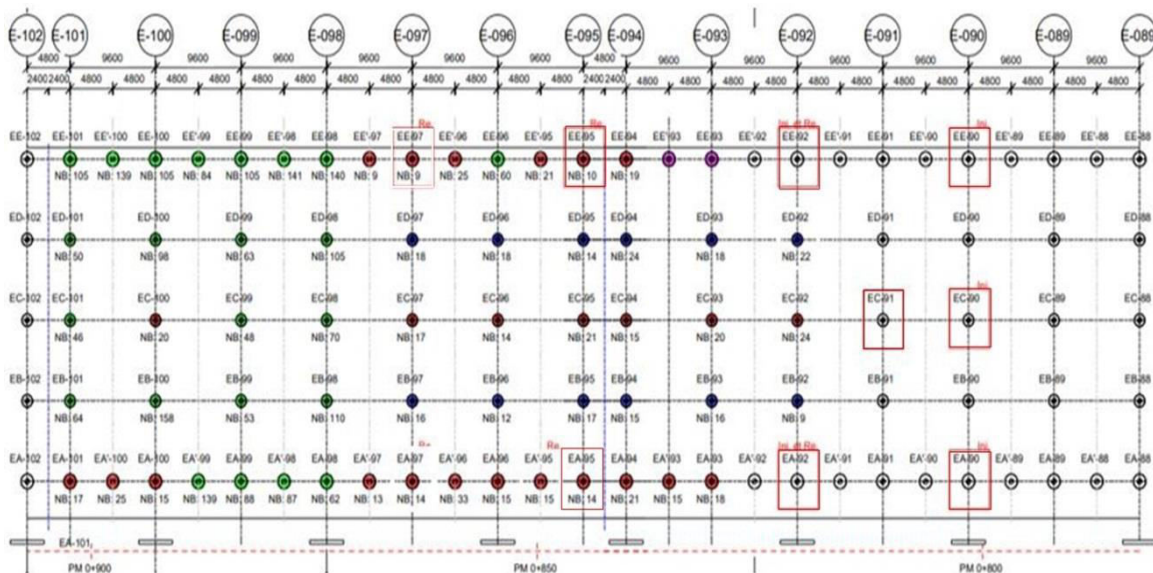 E-102 E-101 E-100 E-099 E-098 E-097 E-096 E-095 E-094 E-093 E-092 E-091 E-090 E-089 E-089
4800 9600 9600 9600 9600 9600 9600 4800 9600 9600 9600 9600 9600 9600
2400 2400 4800 4800 4800 4800 4800 4800 4800 4800 4800 4800 4800 2400 2400 4800 4800 4800 4800 4800 4800 4800 4800 4800 4800 4800
Re Re Inj et Re Inj
EE-102 EE-101 EE'-100 EE-100 EE'-99 EE-99 EE'-98 EE-98 EE'-97 EE-97 EE'-96 EE-96 EE'-95 EE-95 EE-94 EE'93 EE-93 EE'-92 EE-92 EE'-91 EE-91 EE'-90 EE-90 EE'-89 EE-89 EE'-88 EE-88
NB: 105 NB: 139 NB: 105 NB: 84 NB: 105 NB: 141 NB: 140 NB: 9 NB: 9 NB: 25 NB: 60 NB: 21 NB: 10 NB: 19
ED-102 ED-101 ED-100 ED-99 ED-98 ED-97 ED-96 ED-95 ED-94 ED-93 ED-92 ED-91 ED-90 ED-89 ED-88
NB: 50 NB: 98 NB: 63 NB: 105 NB: 18 NB: 18 NB: 14 NB: 24 NB: 18 NB: 22
Inj
EC-102 EC-101 EC-100 EC-99 EC-98 EC-97 EC-96 EC-95 EC-94 EC-93 EC-92 EC-91 EC-90 EC-89 EC-88
NB: 46 NB: 20 NB: 48 NB: 70 NB: 17 NB: 14 NB: 21 NB: 15 NB: 20 NB: 24
EB-102 EB-101 EB-100 EB-99 EB-98 EB-97 EB-96 EB-95 EB-94 EB-93 EB-92 EB-91 EB-90 EB-89 EB-88
NB: 64 NB: 158 NB: 53 NB: 110 NB: 16 NB: 12 NB: 17 NB: 15 NB: 16 NB: 9
Re Re Inj et Re Inj
EA-102 EA-101 EA'-100 EA-100 EA'-99 EA-99 EA'-98 EA-98 EA'-97 EA-97 EA'-96 EA-96 EA'-95 EA-95 EA-94 EA'93 EA-93 EA'-92 EA-92 EA'-91 EA-91 EA'-90 EA-90 EA'-89 EA-89 EA'-88 EA-88
NB: 17 NB: 25 NB: 15 NB: 139 NB: 88 NB: 87 NB: 62 NB: 13 NB: 14 NB: 33 NB: 15 NB: 15 NB: 14 NB: 21 NB: 15 NB: 18
EA-101
PM 0+900 PM 0+850 PM 0+800